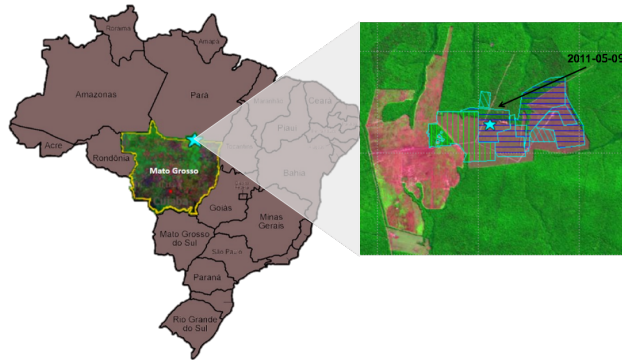 Roraima
Amapá
Amazonas
Pará
Maranhão
Ceará
Piauí
Tocantins
Acre
Rondônia
Mato Grosso
Bahia
Goiás
Mato Grosso
do Sul
Minas
Gerais
São Paulo
Paraná
Rio Grande
do Sul
2011-05-09